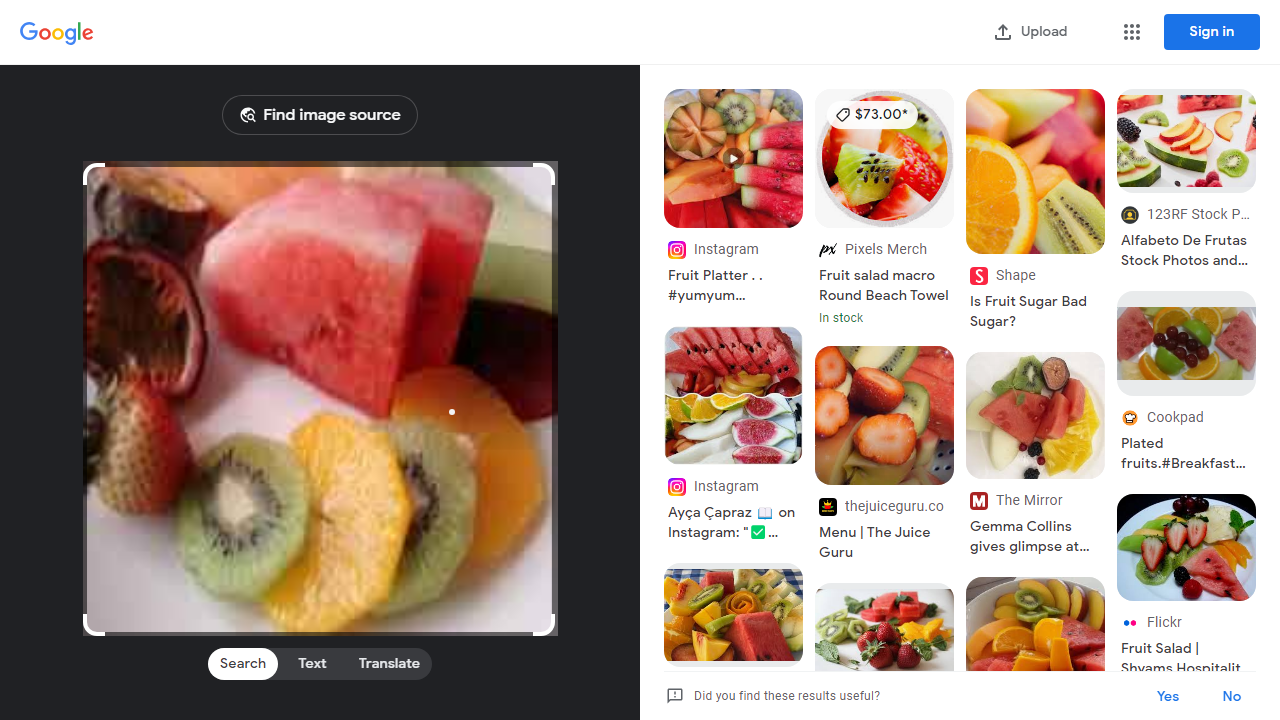 Google
Upload
Sign in
Find image source
Search
Text
Translate
Instagram
Fruit Platter . .
#yumyum...
Instagram
Ayça Çapraz 📖 on
Instagram: "✅ ...
$73.00*
Pixels Merch
Fruit salad macro
Round Beach Towel
In stock
thejuiceguru.co
Menu | The Juice
Guru
Shape
Is Fruit Sugar Bad
Sugar?
The Mirror
Gemma Collins
gives glimpse at...
123RF Stock P...
Alfabeto De Frutas
Stock Photos and...
Cookpad
Plated
fruits.#Breakfast...
Flickr
Fruit Salad |
Shyams Hospitalit
Did you find these results useful?
Yes
No